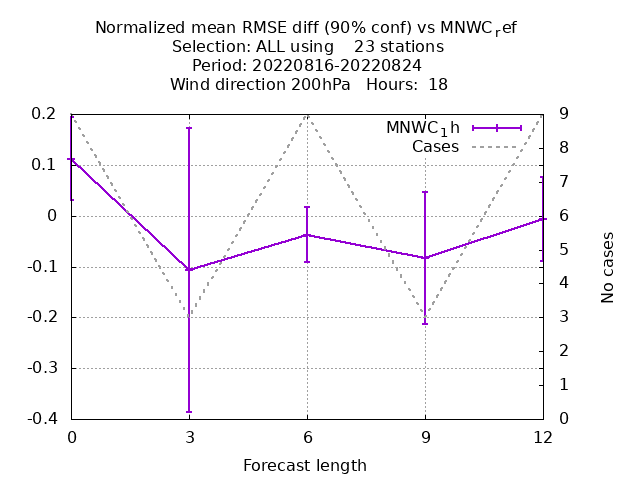 Normalized mean RMSE diff (90% conf) vs MNWCref
Selection: ALL using    23 stations
Period: 20220816-20220824
Wind direction 200hPa   Hours:  18
MNWC1h
Cases
0.2
0.1
0
-0.1
-0.2
-0.3
-0.4
9
8
7
6
5
4
3
2
1
0
No cases
0 3 6 9 12
Forecast length